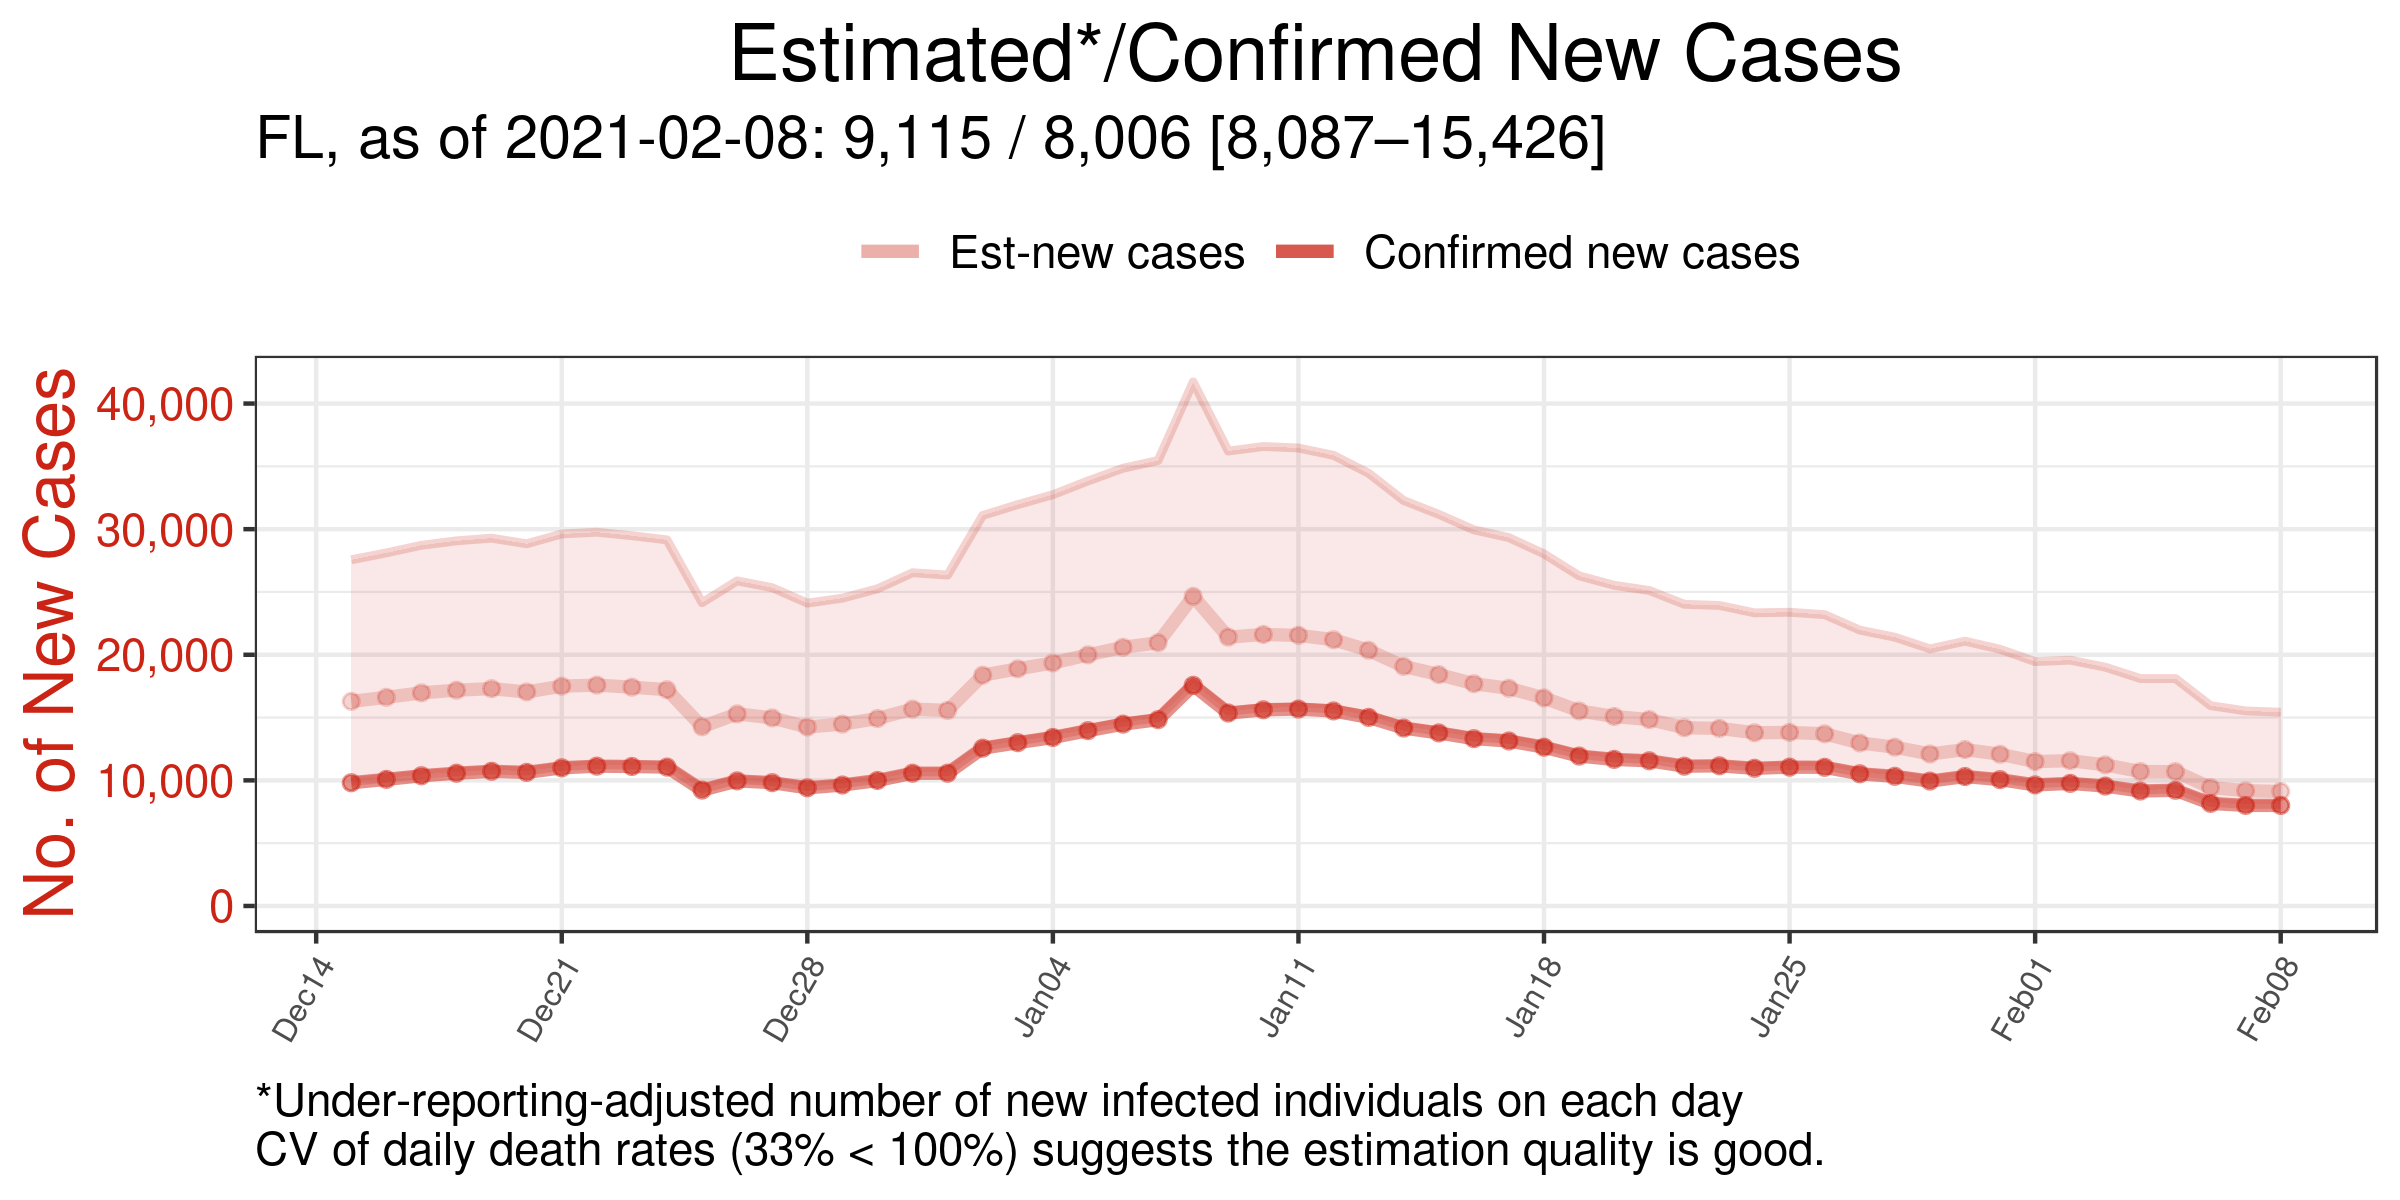 Estimated*/Confirmed New Cases
FL, as of 2021-02-08: 9,115 / 8,006 [8,087–15,426]
Est-new cases
Confirmed new cases
No. of New Cases
40,000
30,000
20,000
10,000
0
Dec14
Dec21
Dec28
Jan04
Jan11
Jan18
Jan25
Feb01
Feb08
*Under-reporting-adjusted number of new infected individuals on each day
CV of daily death rates (33% < 100%) suggests the estimation quality is good.